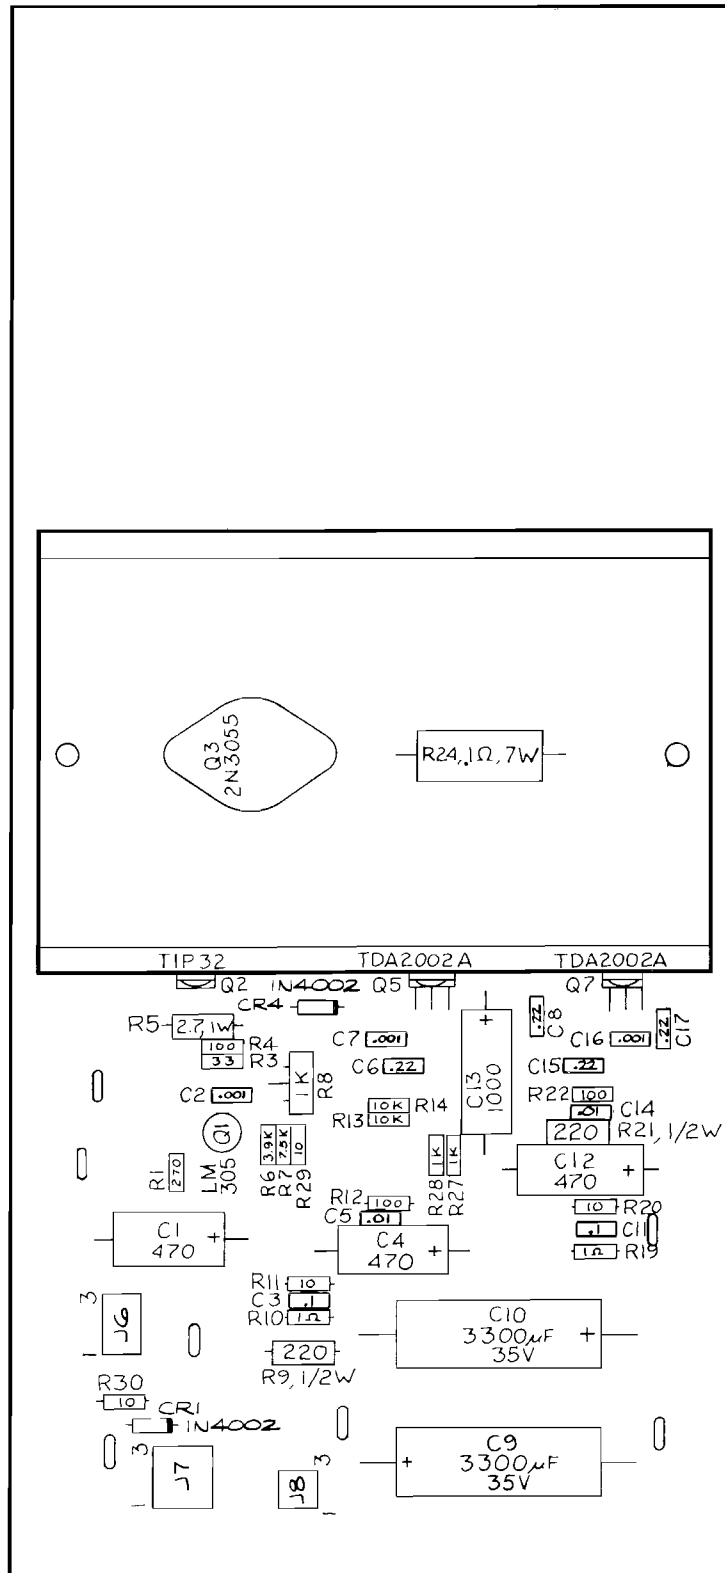 Q3
2N3055
R24, .1Ω, 7W
TIP32
TDA2002A
TDA2002A
Q2
1N4002
Q5
Q7
CR4
R5
2.7, 1W
.22
C8
.22
C17
C7
.001
C16
.001
100
R4
33
R3
C6
.22
C13
1000
C15
.22
1K
R8
C2
.001
R22
100
10K
R14
.01
C14
R13
10K
220
R21, 1/2W
Q1
LM
305
R1
270
3.9K
7.5K
10
R6
R7
R29
1K
1K
R28
R27
C12
470
R12
100
10
R20
C5
.01
.1
C11
C1
470
C4
470
1Ω
R19
R11
10
C3
.1
R10
1Ω
3
J6
1
C10
3300µF
35V
220
R9, 1/2W
R30
10
CR1
1N4002
3
J7
1
J8
3
1
C9
3300µF
35V